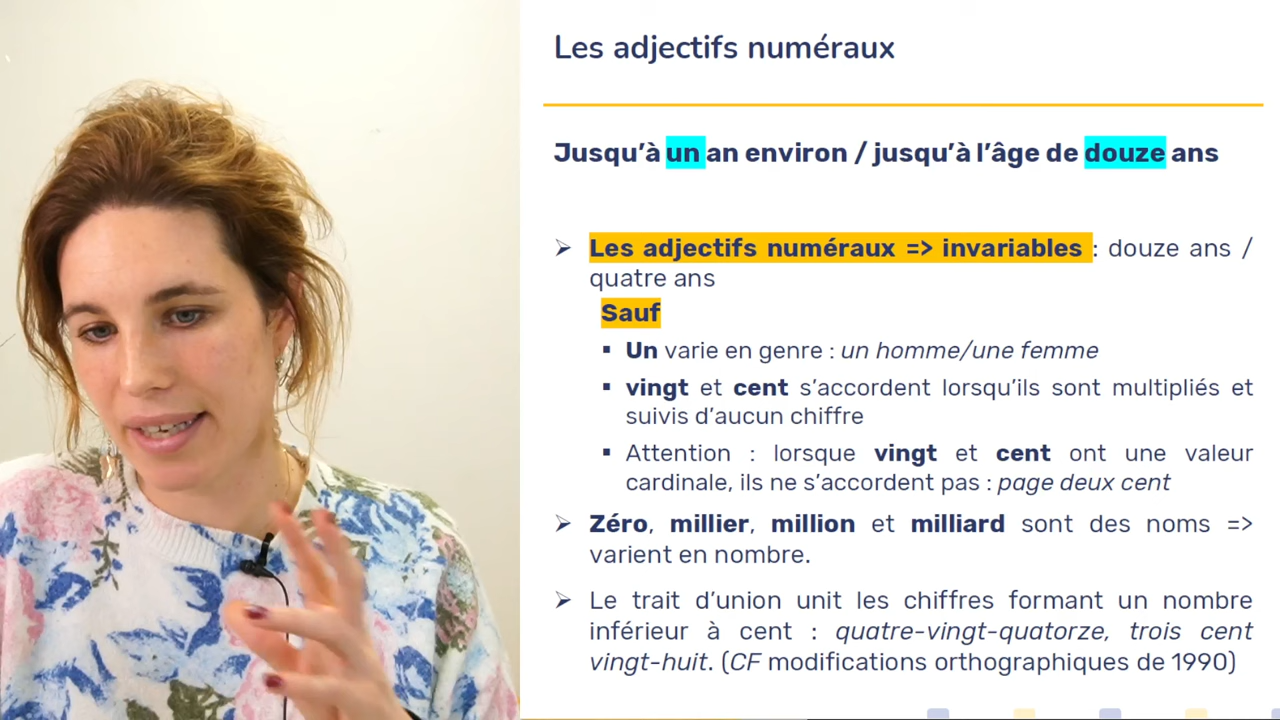 Les adjectifs numéraux
Jusqu’à un an environ / jusqu’à l’âge de douze ans
➢ Les adjectifs numéraux => invariables : douze ans /
quatre ans
Sauf
▪ Un varie en genre : un homme/une femme
▪ vingt et cent s’accordent lorsqu’ils sont multipliés et
suivis d’aucun chiffre
▪ Attention : lorsque vingt et cent ont une valeur
cardinale, ils ne s’accordent pas : page deux cent
➢ Zéro, millier, million et milliard sont des noms =>
varient en nombre.
➢ Le trait d’union unit les chiffres formant un nombre
inférieur à cent : quatre-vingt-quatorze, trois cent
vingt-huit. (CF modifications orthographiques de 1990)